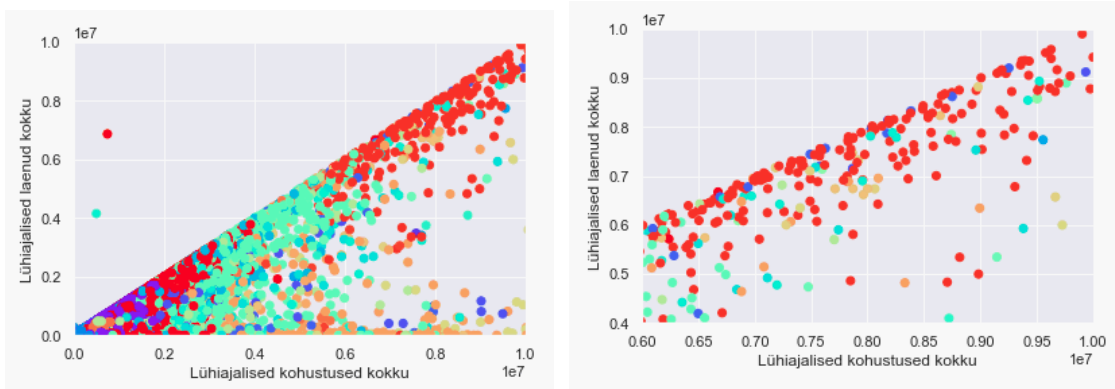 1e7
1.0
0.8
0.6
0.4
0.2
0.0
Lühiajalised laenud kokku
0.0 0.2 0.4 0.6 0.8 1.0
Lühiajalised kohustused kokku
1e7
1e7
1.0
0.9
0.8
0.7
0.6
0.5
0.4
Lühiajalised laenud kokku
0.60 0.65 0.70 0.75 0.80 0.85 0.90 0.95 1.00
Lühiajalised kohustused kokku
1e7